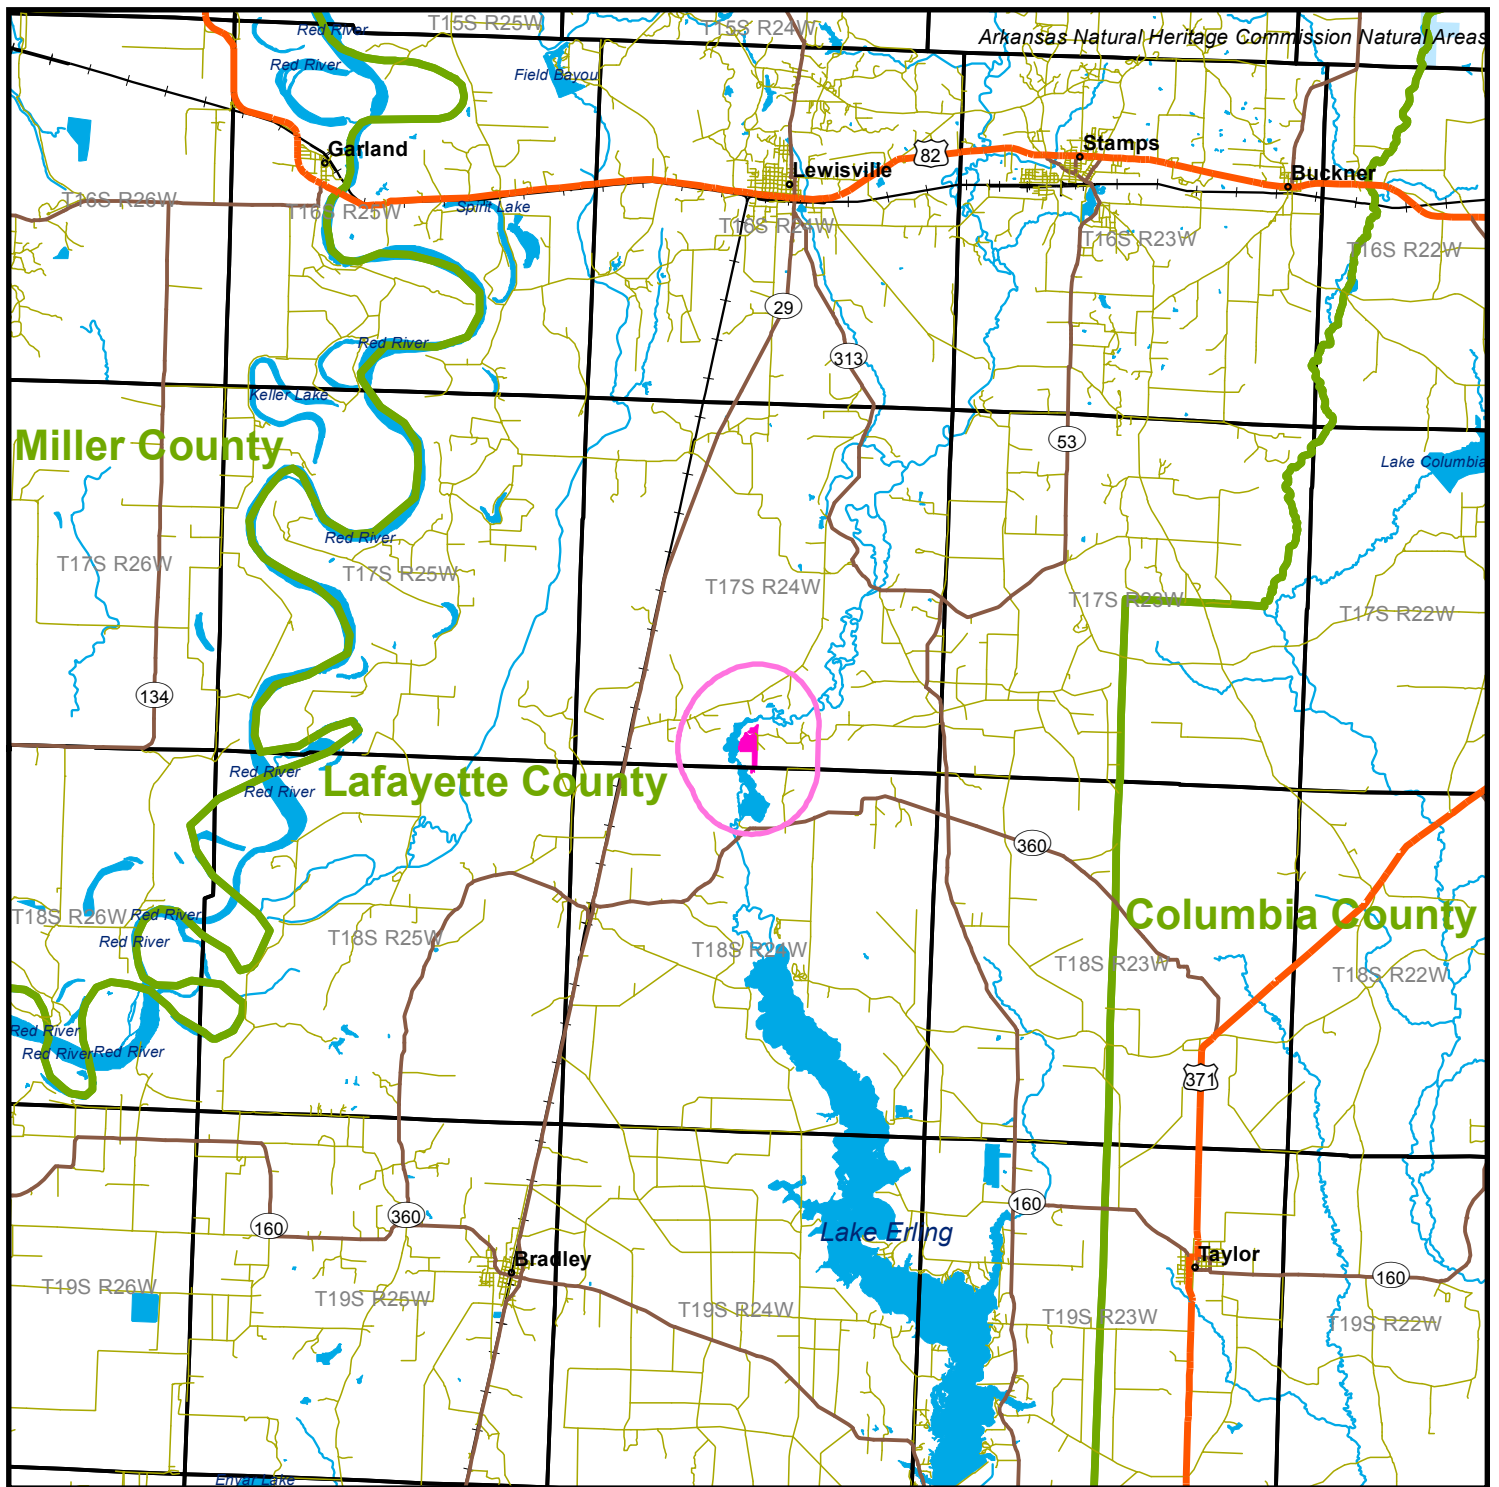 Red River
T15S R25W
T15S R24W
Arkansas Natural Heritage Commission Natural Areas
Red River
Field Bayou
Garland
Stamps
82
Lewisville
Buckner
T16S R26W
T16S R25W
Spirit Lake
T16S R24W
T16S R23W
T16S R22W
29
Red River
313
Keller Lake
Miller County
53
Lake Columbia
Red River
T17S R26W
T17S R25W
T17S R24W
T17S R23W
T17S R22W
134
Red River
Lafayette County
Red River
360
T18S R26W
Red River
Columbia County
Red River
T18S R25W
T18S R24W
T18S R23W
T18S R22W
Red River
Red River
Red River
371
160
360
160
Lake Erling
Bradley
Taylor
160
T19S R26W
T19S R25W
T19S R24W
T19S R23W
T19S R22W